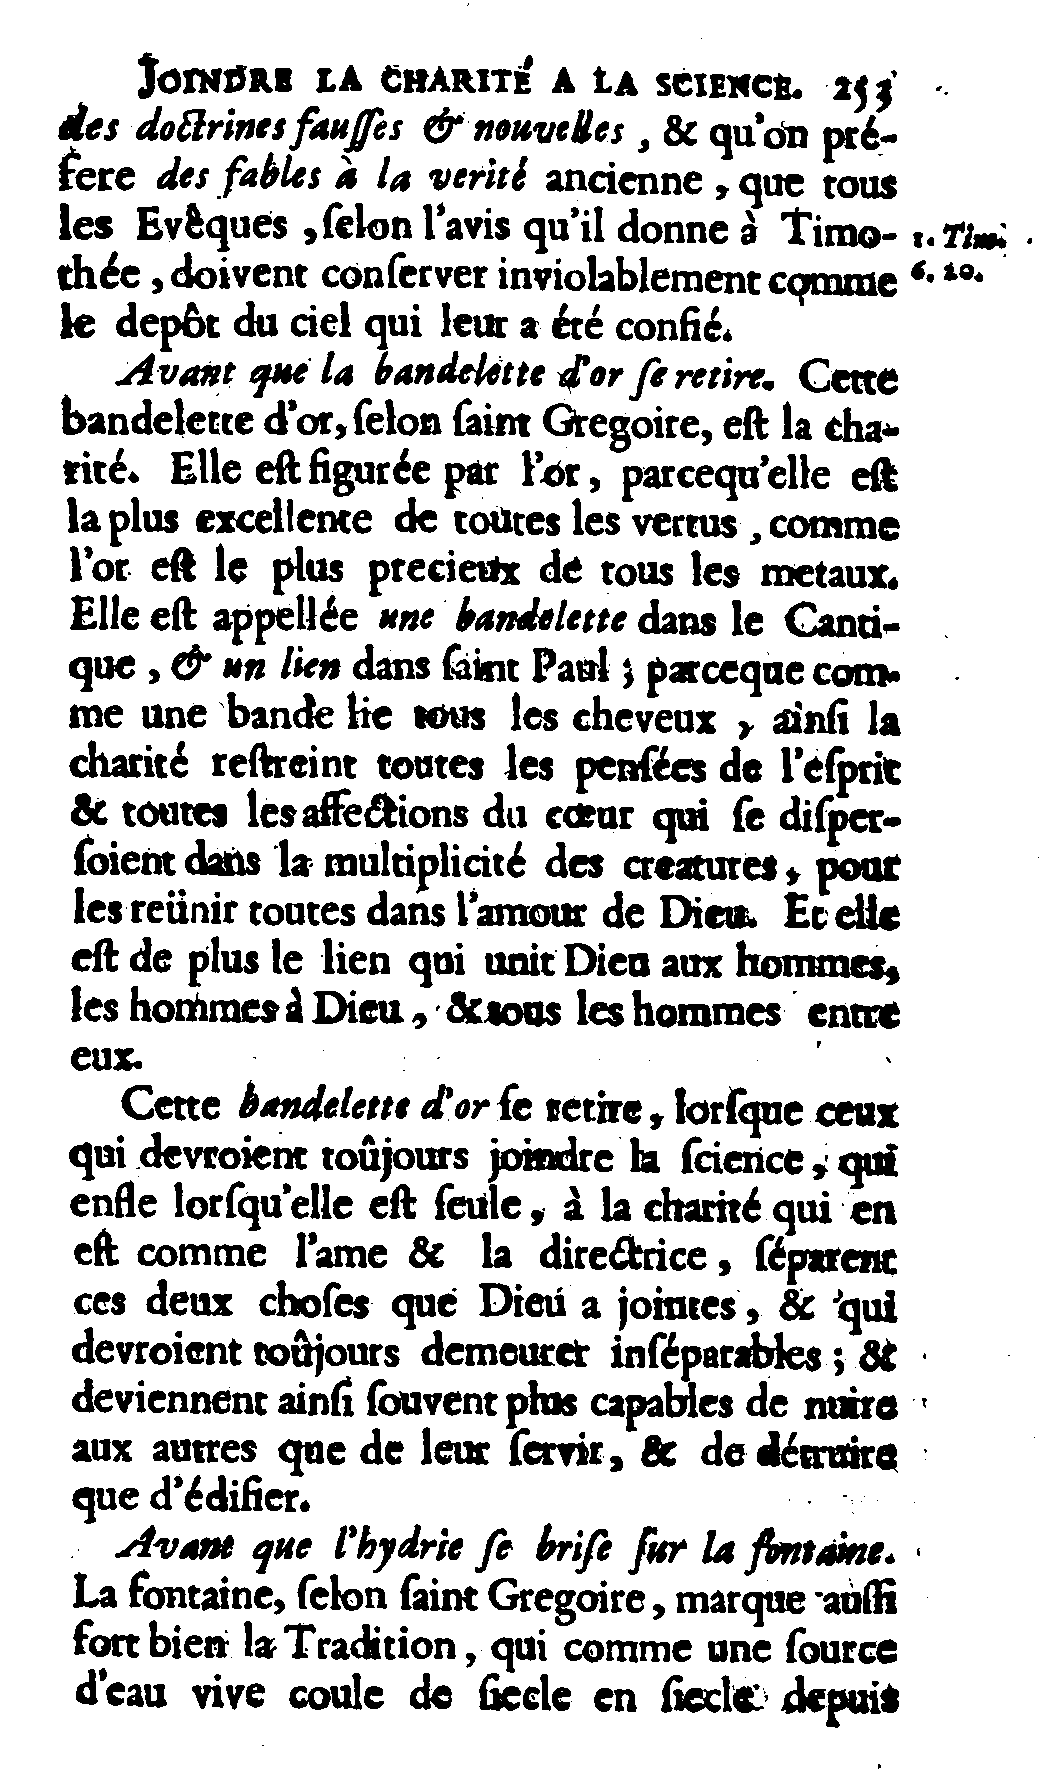 JOINDRE LA CHARITÉ A LA SCIENCE. 253
des doctrines fauſſes & nouvelles, & qu'on pré-
fere des fables à la verité ancienne, que tous
les Evêques, ſelon l'avis qu'il donne à Timo-
thée, doivent conſerver inviolablement comme
le depôt du ciel qui leur a été confié.
1. Tim.
6. 20.
Avant que la bandelette d'or ſe retire. Cette
bandelette d'or, ſelon ſaint Gregoire, eſt la cha-
rité. Elle eſt figurée par l'or, parcequ'elle eſt
la plus excellente de toutes les vertus, comme
l'or eſt le plus precieux de tous les metaux.
Elle eſt appellée une bandelette dans le Canti-
que, & un lien dans ſaint Paul; parceque com-
me une bande lie tous les cheveux, ainſi la
charité reſtreint toutes les penſées de l'eſprit
& toutes les affections du cœur qui ſe diſper-
ſoient dans la multiplicité des creatures, pour
les reünir toutes dans l'amour de Dieu. Et elle
eſt de plus le lien qui unit Dieu aux hommes,
les hommes à Dieu, & tous les hommes entre
eux.
Cette bandelette d'or ſe retire, lorſque ceux
qui devroient toûjours joindre la ſcience, qui
enfle lorſqu'elle eſt ſeule, à la charité qui en
eſt comme l'ame & la directrice, ſéparent
ces deux choſes que Dieu a jointes, & qui
devroient toûjours demeurer inſéparables; &
deviennent ainſi ſouvent plus capables de nuire
aux autres que de leur ſervir, & de détruire
que d'édifier.
Avant que l'hydrie ſe briſe ſur la fontaine.
La fontaine, ſelon ſaint Gregoire, marque auſſi
fort bien la Tradition, qui comme une ſource
d'eau vive coule de ſiecle en ſiecle depuis